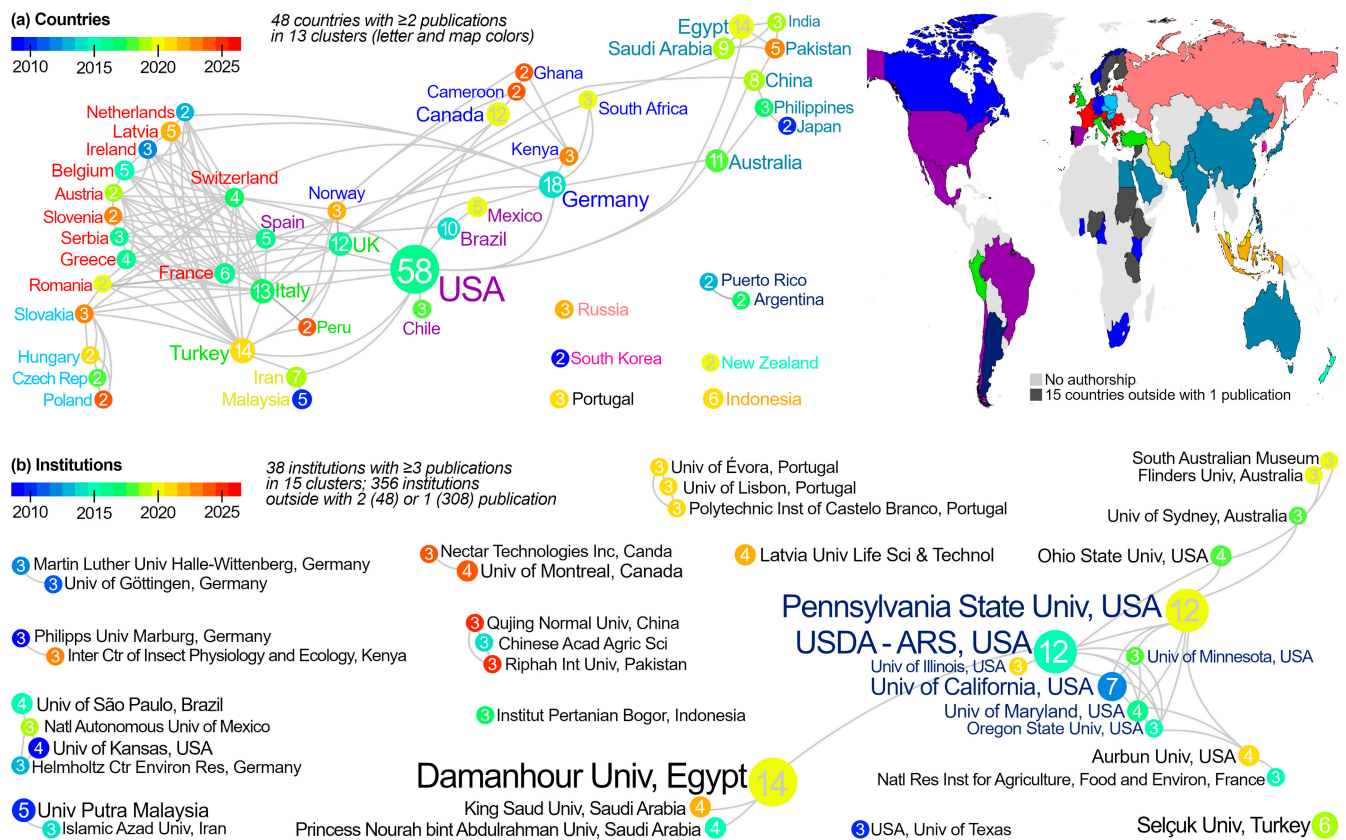 (a) Countries
2010 2015 2020 2025
48 countries with ≥2 publications
in 13 clusters (letter and map colors)
Egypt 14
3 India
Saudi Arabia 9
5 Pakistan
2 Ghana
Cameroon 2
8 China
Canada 12
3 South Africa
3 Philippines
2 Japan
Netherlands 2
Latvia 5
Ireland 3
Kenya 3
11 Australia
Belgium 5
Switzerland
4
18 Germany
Austria 2
Norway
3
Slovenia 2
Spain
5
5 Mexico
Serbia 3
10 Brazil
12 UK
Greece 4
France 6
58 USA
Romania 2
13 Italy
2 Puerto Rico
2 Argentina
Slovakia 3
2 Peru
3 Chile
3 Russia
Hungary 2
Turkey 14
2 South Korea
2 New Zealand
Czech Rep 2
Iran 7
Poland 2
Malaysia 5
3 Portugal
6 Indonesia
No authorship
15 countries outside with 1 publication
(b) Institutions
2010 2015 2020 2025
38 institutions with ≥3 publications
in 15 clusters; 356 institutions
outside with 2 (48) or 1 (308) publication
3 Univ of Évora, Portugal
3 Univ of Lisbon, Portugal
3 Polytechnic Inst of Castelo Branco, Portugal
South Australian Museum 3
Flinders Univ, Australia 3
Univ of Sydney, Australia 3
3 Martin Luther Univ Halle-Wittenberg, Germany
3 Univ of Göttingen, Germany
3 Nectar Technologies Inc, Canda
4 Univ of Montreal, Canada
4 Latvia Univ Life Sci & Technol
Ohio State Univ, USA 4
Pennsylvania State Univ, USA 12
USDA - ARS, USA 12
3 Philipps Univ Marburg, Germany
3 Inter Ctr of Insect Physiology and Ecology, Kenya
3 Qujing Normal Univ, China
3 Chinese Acad Agric Sci
3 Riphah Int Univ, Pakistan
Univ of Illinois, USA 3
3 Univ of Minnesota, USA
Univ of California, USA 7
Univ of Maryland, USA 4
Oregon State Univ, USA 3
4 Univ of São Paulo, Brazil
3 Natl Autonomous Univ of Mexico
4 Univ of Kansas, USA
3 Helmholtz Ctr Environ Res, Germany
3 Institut Pertanian Bogor, Indonesia
Aurbun Univ, USA 4
Natl Res Inst for Agriculture, Food and Environ, France 3
Damanhour Univ, Egypt 14
King Saud Univ, Saudi Arabia 4
Princess Nourah bint Abdulrahman Univ, Saudi Arabia 4
5 Univ Putra Malaysia
3 Islamic Azad Univ, Iran
3 USA, Univ of Texas
Selçuk Univ, Turkey 6